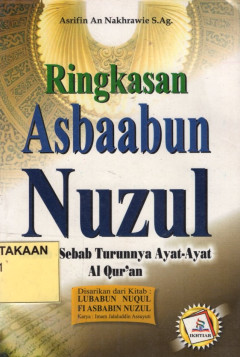 Asrifin An Nakhrawie S.Ag.
Ringkasan
Asbaabun
Nuzul
Sebab Turunnya Ayat-Ayat
Al Qur'an
TAKAAN
Disarikan dari Kitab :
LUBABUN NUQUL
FI ASBABIN NUZUL
Karya : Imam Jalaluddin Assuyuti
IKHTIAR